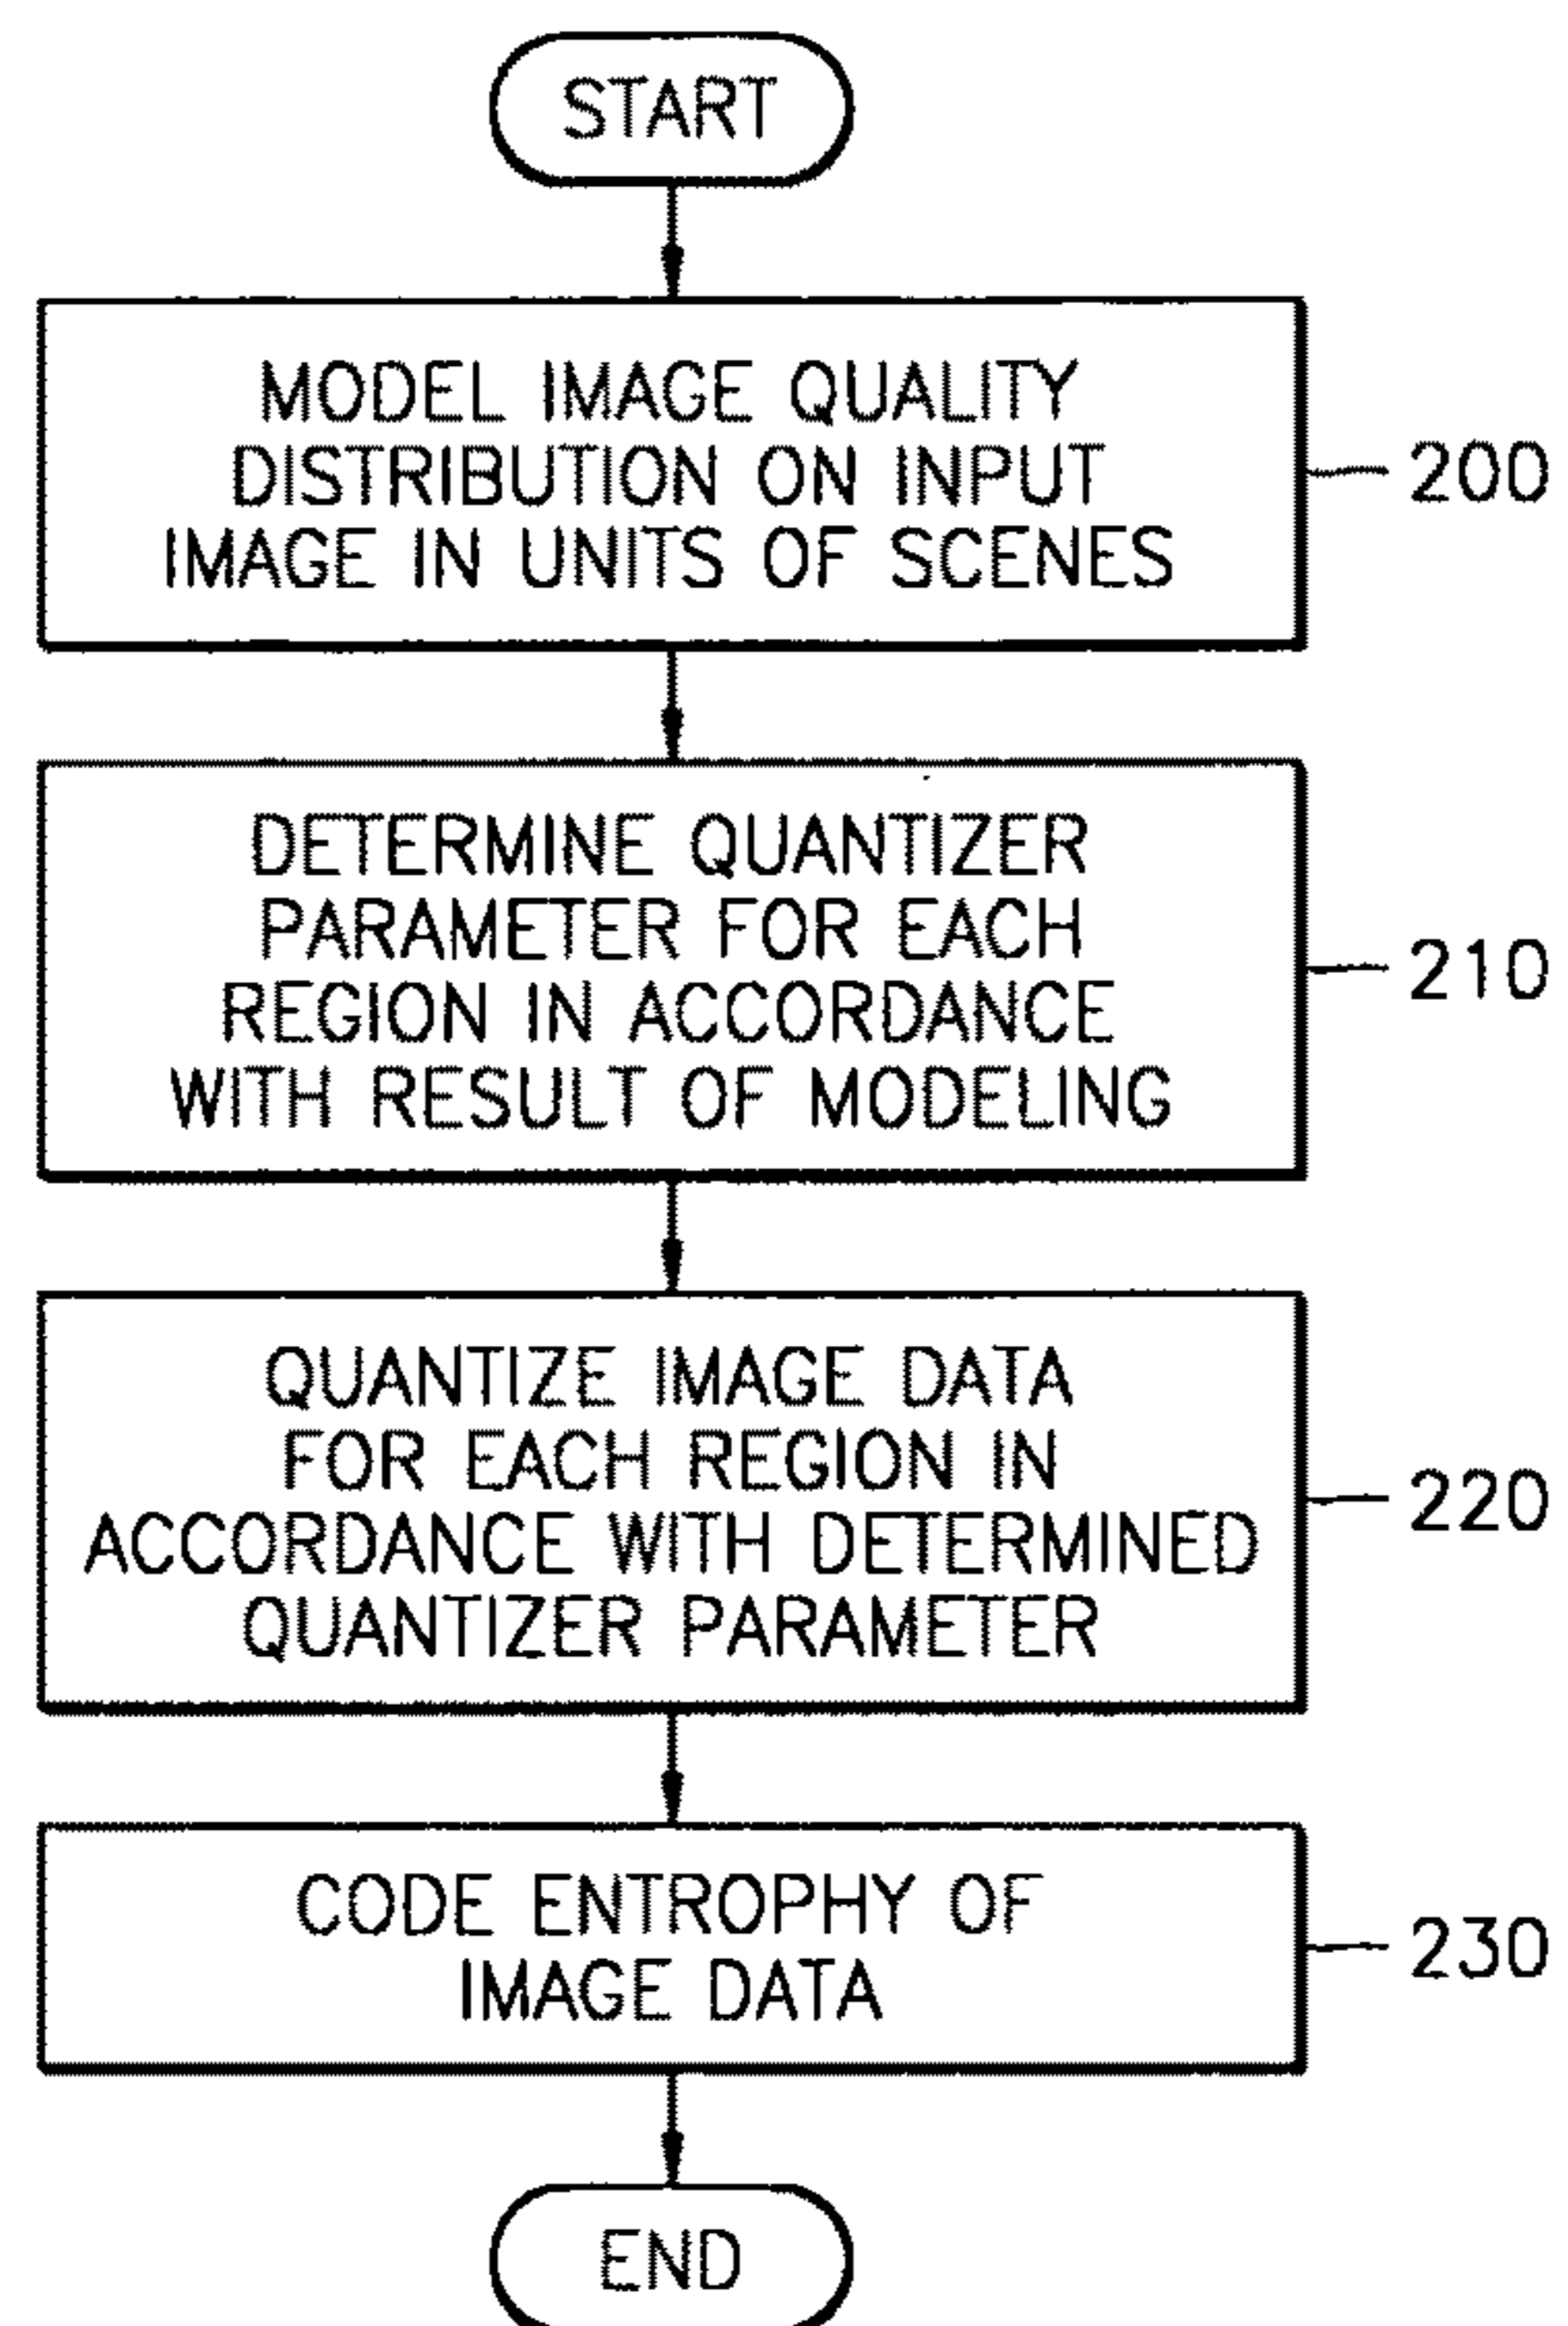 START
MODEL IMAGE QUALITY
DISTRIBUTION ON INPUT
IMAGE IN UNITS OF SCENES
200
DETERMINE QUANTIZER
PARAMETER FOR EACH
REGION IN ACCORDANCE
WITH RESULT OF MODELING
210
QUANTIZE IMAGE DATA
FOR EACH REGION IN
ACCORDANCE WITH DETERMINED
QUANTIZER PARAMETER
220
CODE ENTROPHY OF
IMAGE DATA
230
END